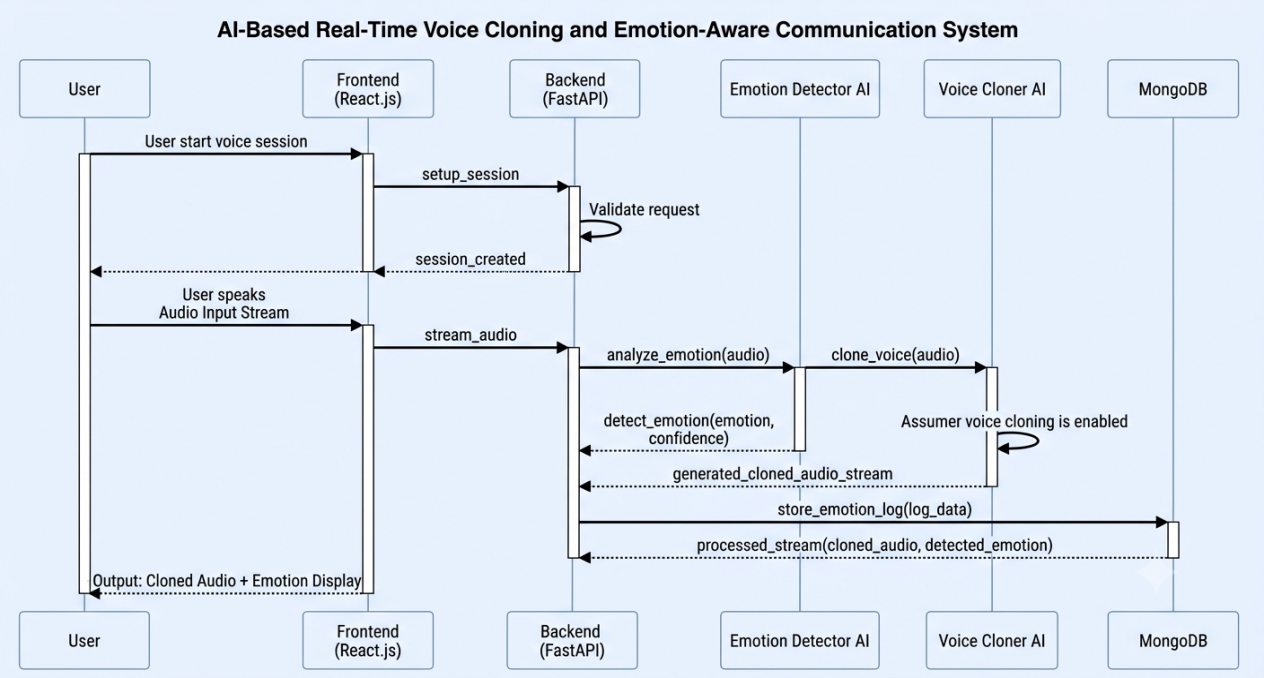 AI-Based Real-Time Voice Cloning and Emotion-Aware Communication System
User
Frontend
(React.js)
Backend
(FastAPI)
Emotion Detector AI
Voice Cloner AI
MongoDB
User start voice session
setup_session
Validate request
session_created
User speaks
Audio Input Stream
stream_audio
analyze_emotion(audio)
clone_voice(audio)
detect_emotion(emotion,
confidence)
Assumer voice cloning is enabled
generated_cloned_audio_stream
store_emotion_log(log_data)
processed_stream(cloned_audio, detected_emotion)
Output: Cloned Audio + Emotion Display
User
Frontend
(React.js)
Backend
(FastAPI)
Emotion Detector AI
Voice Cloner AI
MongoDB